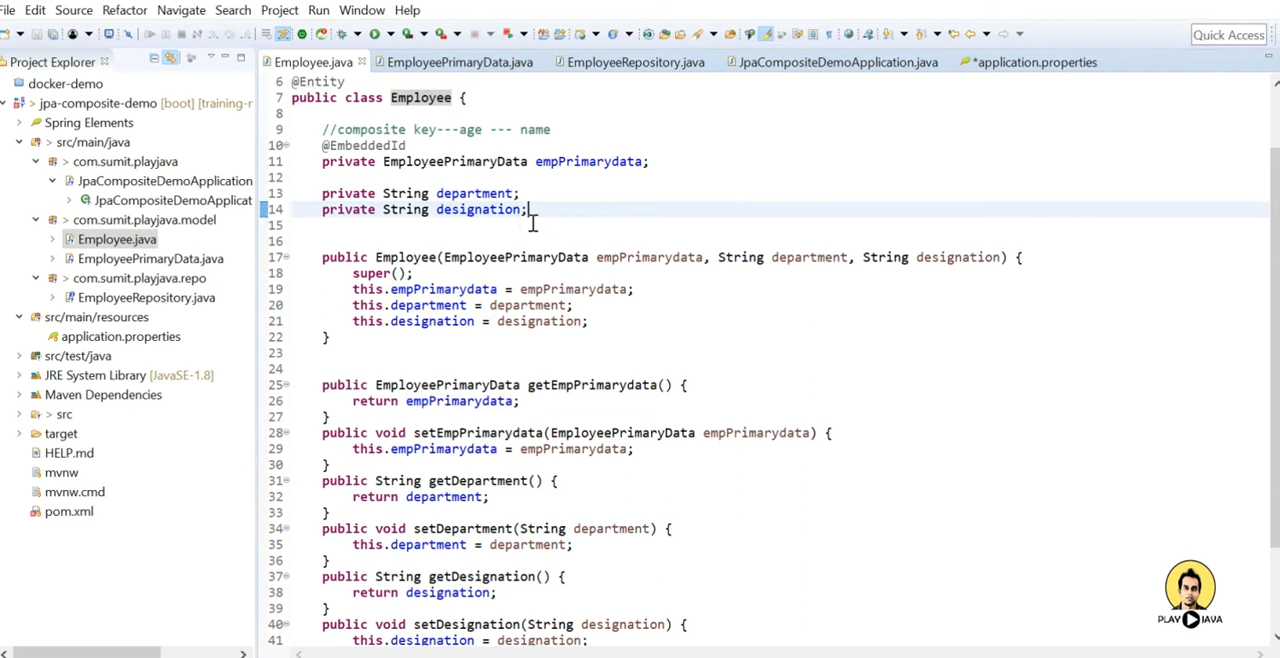 File Edit Source Refactor Navigate Search Project Run Window Help
Quick Access
Project Explorer
Employee.java EmployeePrimaryData.java EmployeeRepository.java JpaCompositeDemoApplication.java *application.properties
docker-demo
> jpa-composite-demo [boot] [training-r
Spring Elements
> src/main/java
> com.sumit.playjava
> JpaCompositeDemoApplication
JpaCompositeDemoApplicat
> com.sumit.playjava.model
Employee.java
EmployeePrimaryData.java
> com.sumit.playjava.repo
EmployeeRepository.java
src/main/resources
application.properties
src/test/java
JRE System Library [JavaSE-1.8]
Maven Dependencies
> src
target
HELP.md
mvnw
mvnw.cmd
pom.xml
6 @Entity
7 public class Employee {
8
9 //composite key---age --- name
10 @EmbeddedId
11 private EmployeePrimaryData empPrimarydata;
12
13 private String department;
14 private String designation;
15
16
17 public Employee(EmployeePrimaryData empPrimarydata, String department, String designation) {
18 super();
19 this.empPrimarydata = empPrimarydata;
20 this.department = department;
21 this.designation = designation;
22 }
23
24
25 public EmployeePrimaryData getEmpPrimarydata() {
26 return empPrimarydata;
27 }
28 public void setEmpPrimarydata(EmployeePrimaryData empPrimarydata) {
29 this.empPrimarydata = empPrimarydata;
30 }
31 public String getDepartment() {
32 return department;
33 }
34 public void setDepartment(String department) {
35 this.department = department;
36 }
37 public String getDesignation() {
38 return designation;
39 }
40 public void setDesignation(String designation) {
41 this.designation = designation;
PLAY JAVA